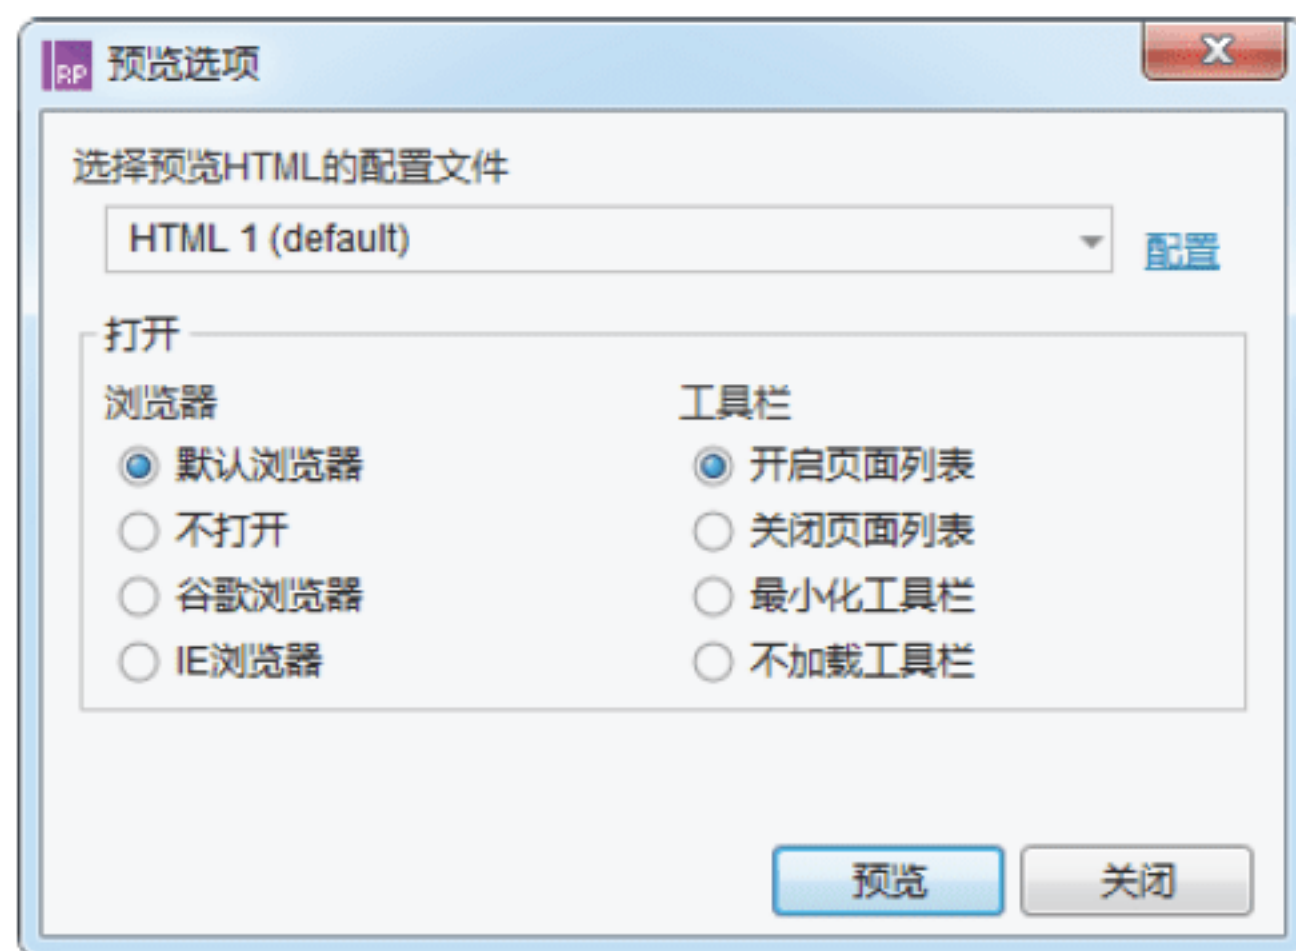 RP 预览选项
选择预览HTML的配置文件
HTML 1 (default) 配置
打开
浏览器 工具栏
默认浏览器 开启页面列表
不打开 关闭页面列表
谷歌浏览器 最小化工具栏
IE浏览器 不加载工具栏
预览 关闭